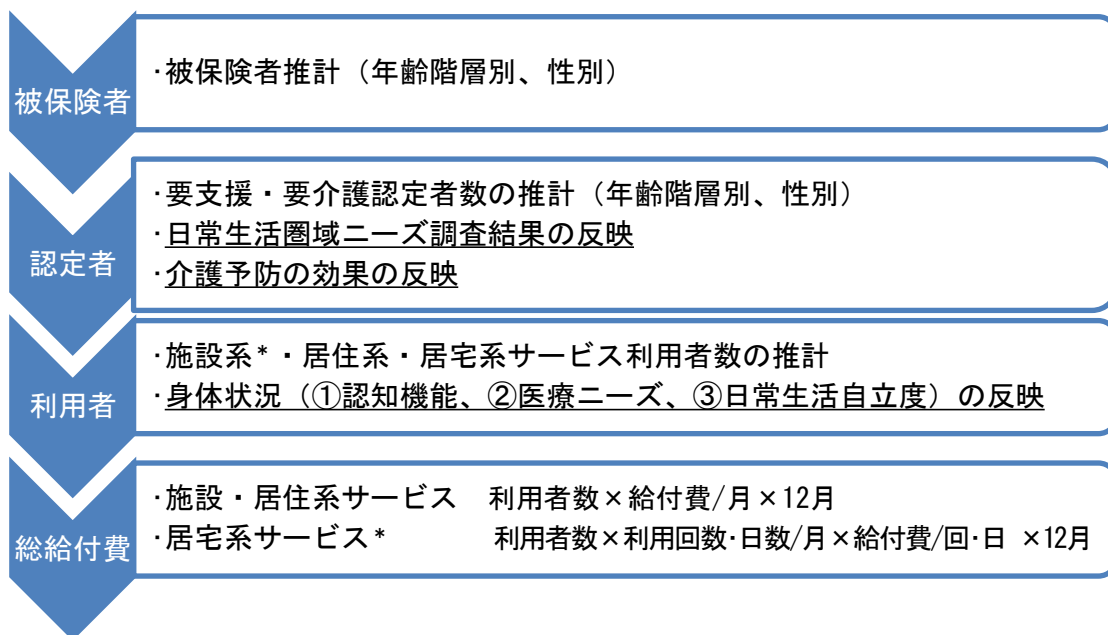 被保険者
・被保険者推計（年齢階層別、性別）
認定者
・要支援・要介護認定者数の推計（年齢階層別、性別）
・日常生活圏域ニーズ調査結果の反映
・介護予防の効果の反映
利用者
・施設系*・居住系・居宅系サービス利用者数の推計
・身体状況（①認知機能、②医療ニーズ、③日常生活自立度）の反映
総給付費
・施設・居住系サービス　利用者数×給付費/月×12月
・居宅系サービス*　利用者数×利用回数・日数/月×給付費/回・日 ×12月